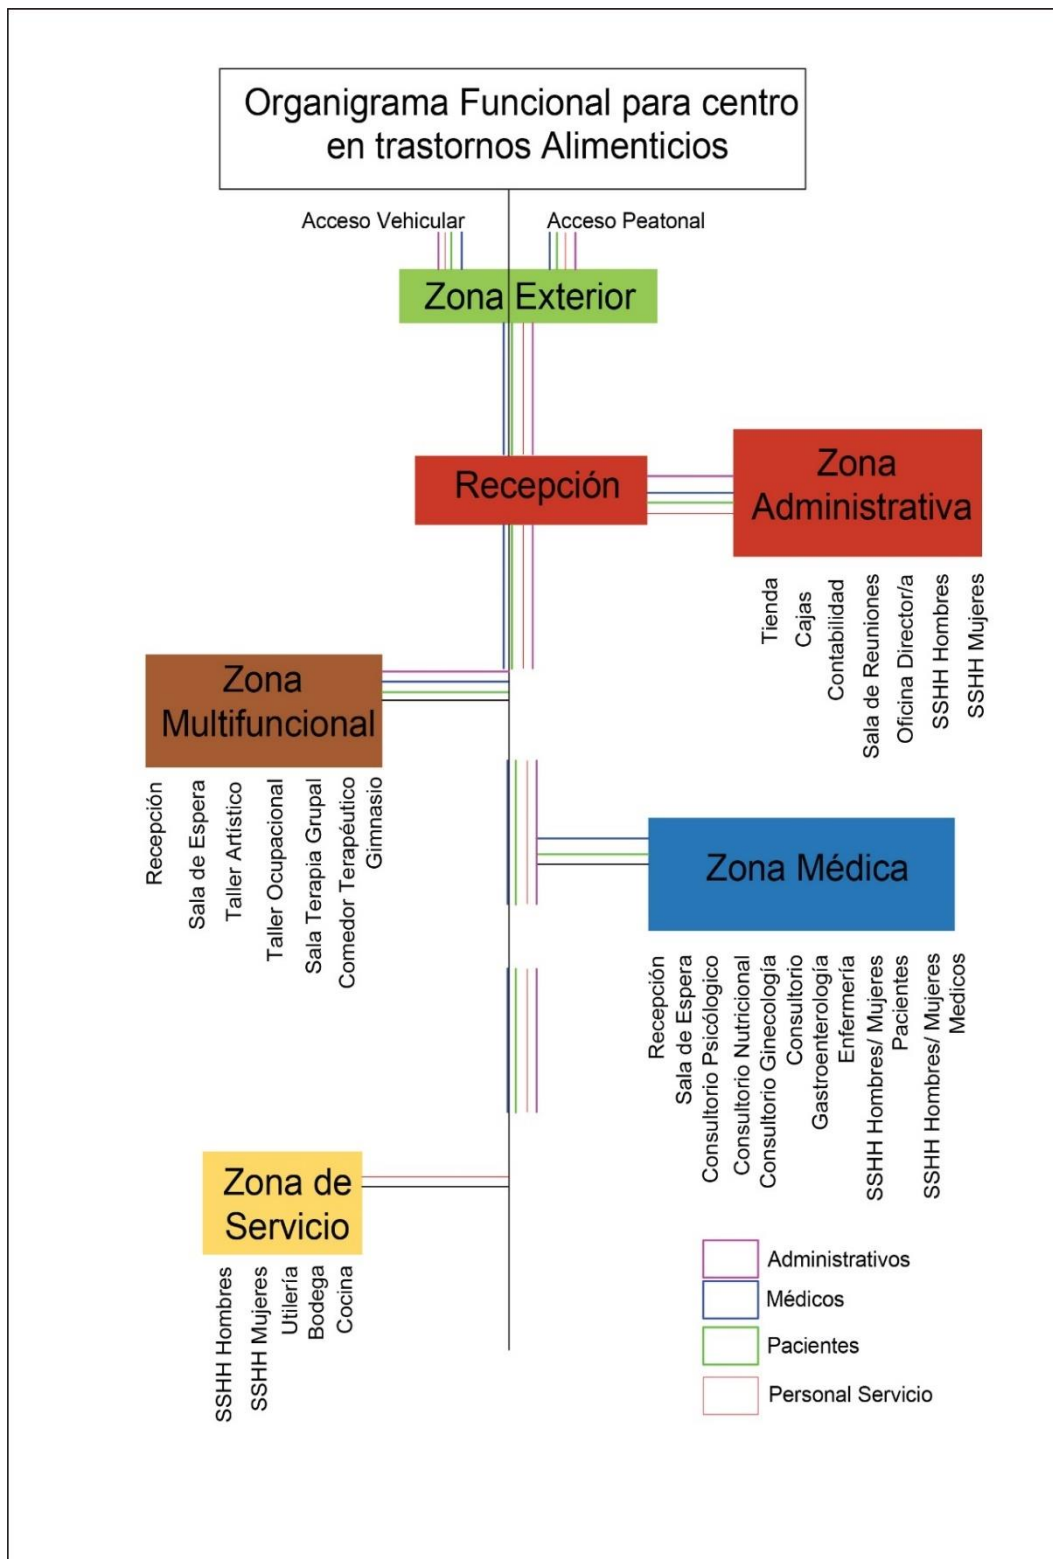 Organigrama Funcional para centro
en trastornos Alimenticios
Acceso Vehicular
Acceso Peatonal
Zona Exterior
Recepción
Zona
Administrativa
Tienda
Cajas
Contabilidad
Sala de Reuniones
Oficina Director/a
SSHH Hombres
SSHH Mujeres
Zona
Multifuncional
Recepción
Sala de Espera
Taller Artístico
Taller Ocupacional
Sala Terapia Grupal
Comedor Terapéutico
Gimnasio
Zona Médica
Recepción
Sala de Espera
Consultorio Psicólogico
Consultorio Nutricional
Consultorio Ginecología
Consultorio
Gastroenterología
Enfermería
SSHH Hombres/ Mujeres
Pacientes
SSHH Hombres/ Mujeres
Medicos
Zona de
Servicio
SSHH Hombres
SSHH Mujeres
Utilería
Bodega
Cocina
Administrativos
Médicos
Pacientes
Personal Servicio